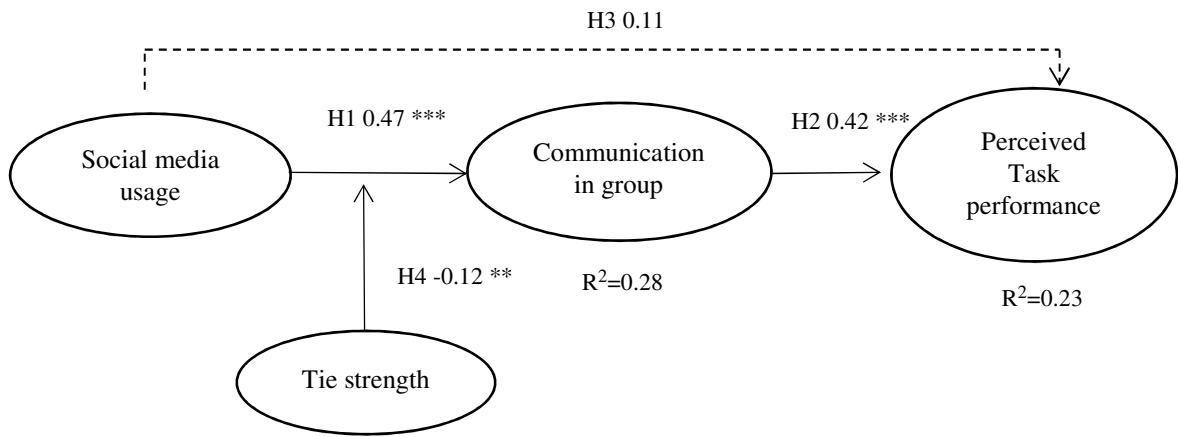 H3 0.11
H1 0.47 ***
H2 0.42 ***
Social media
usage
Communication
in group
Perceived
Task
performance
H4 -0.12 **
R²=0.28
R²=0.23
Tie strength